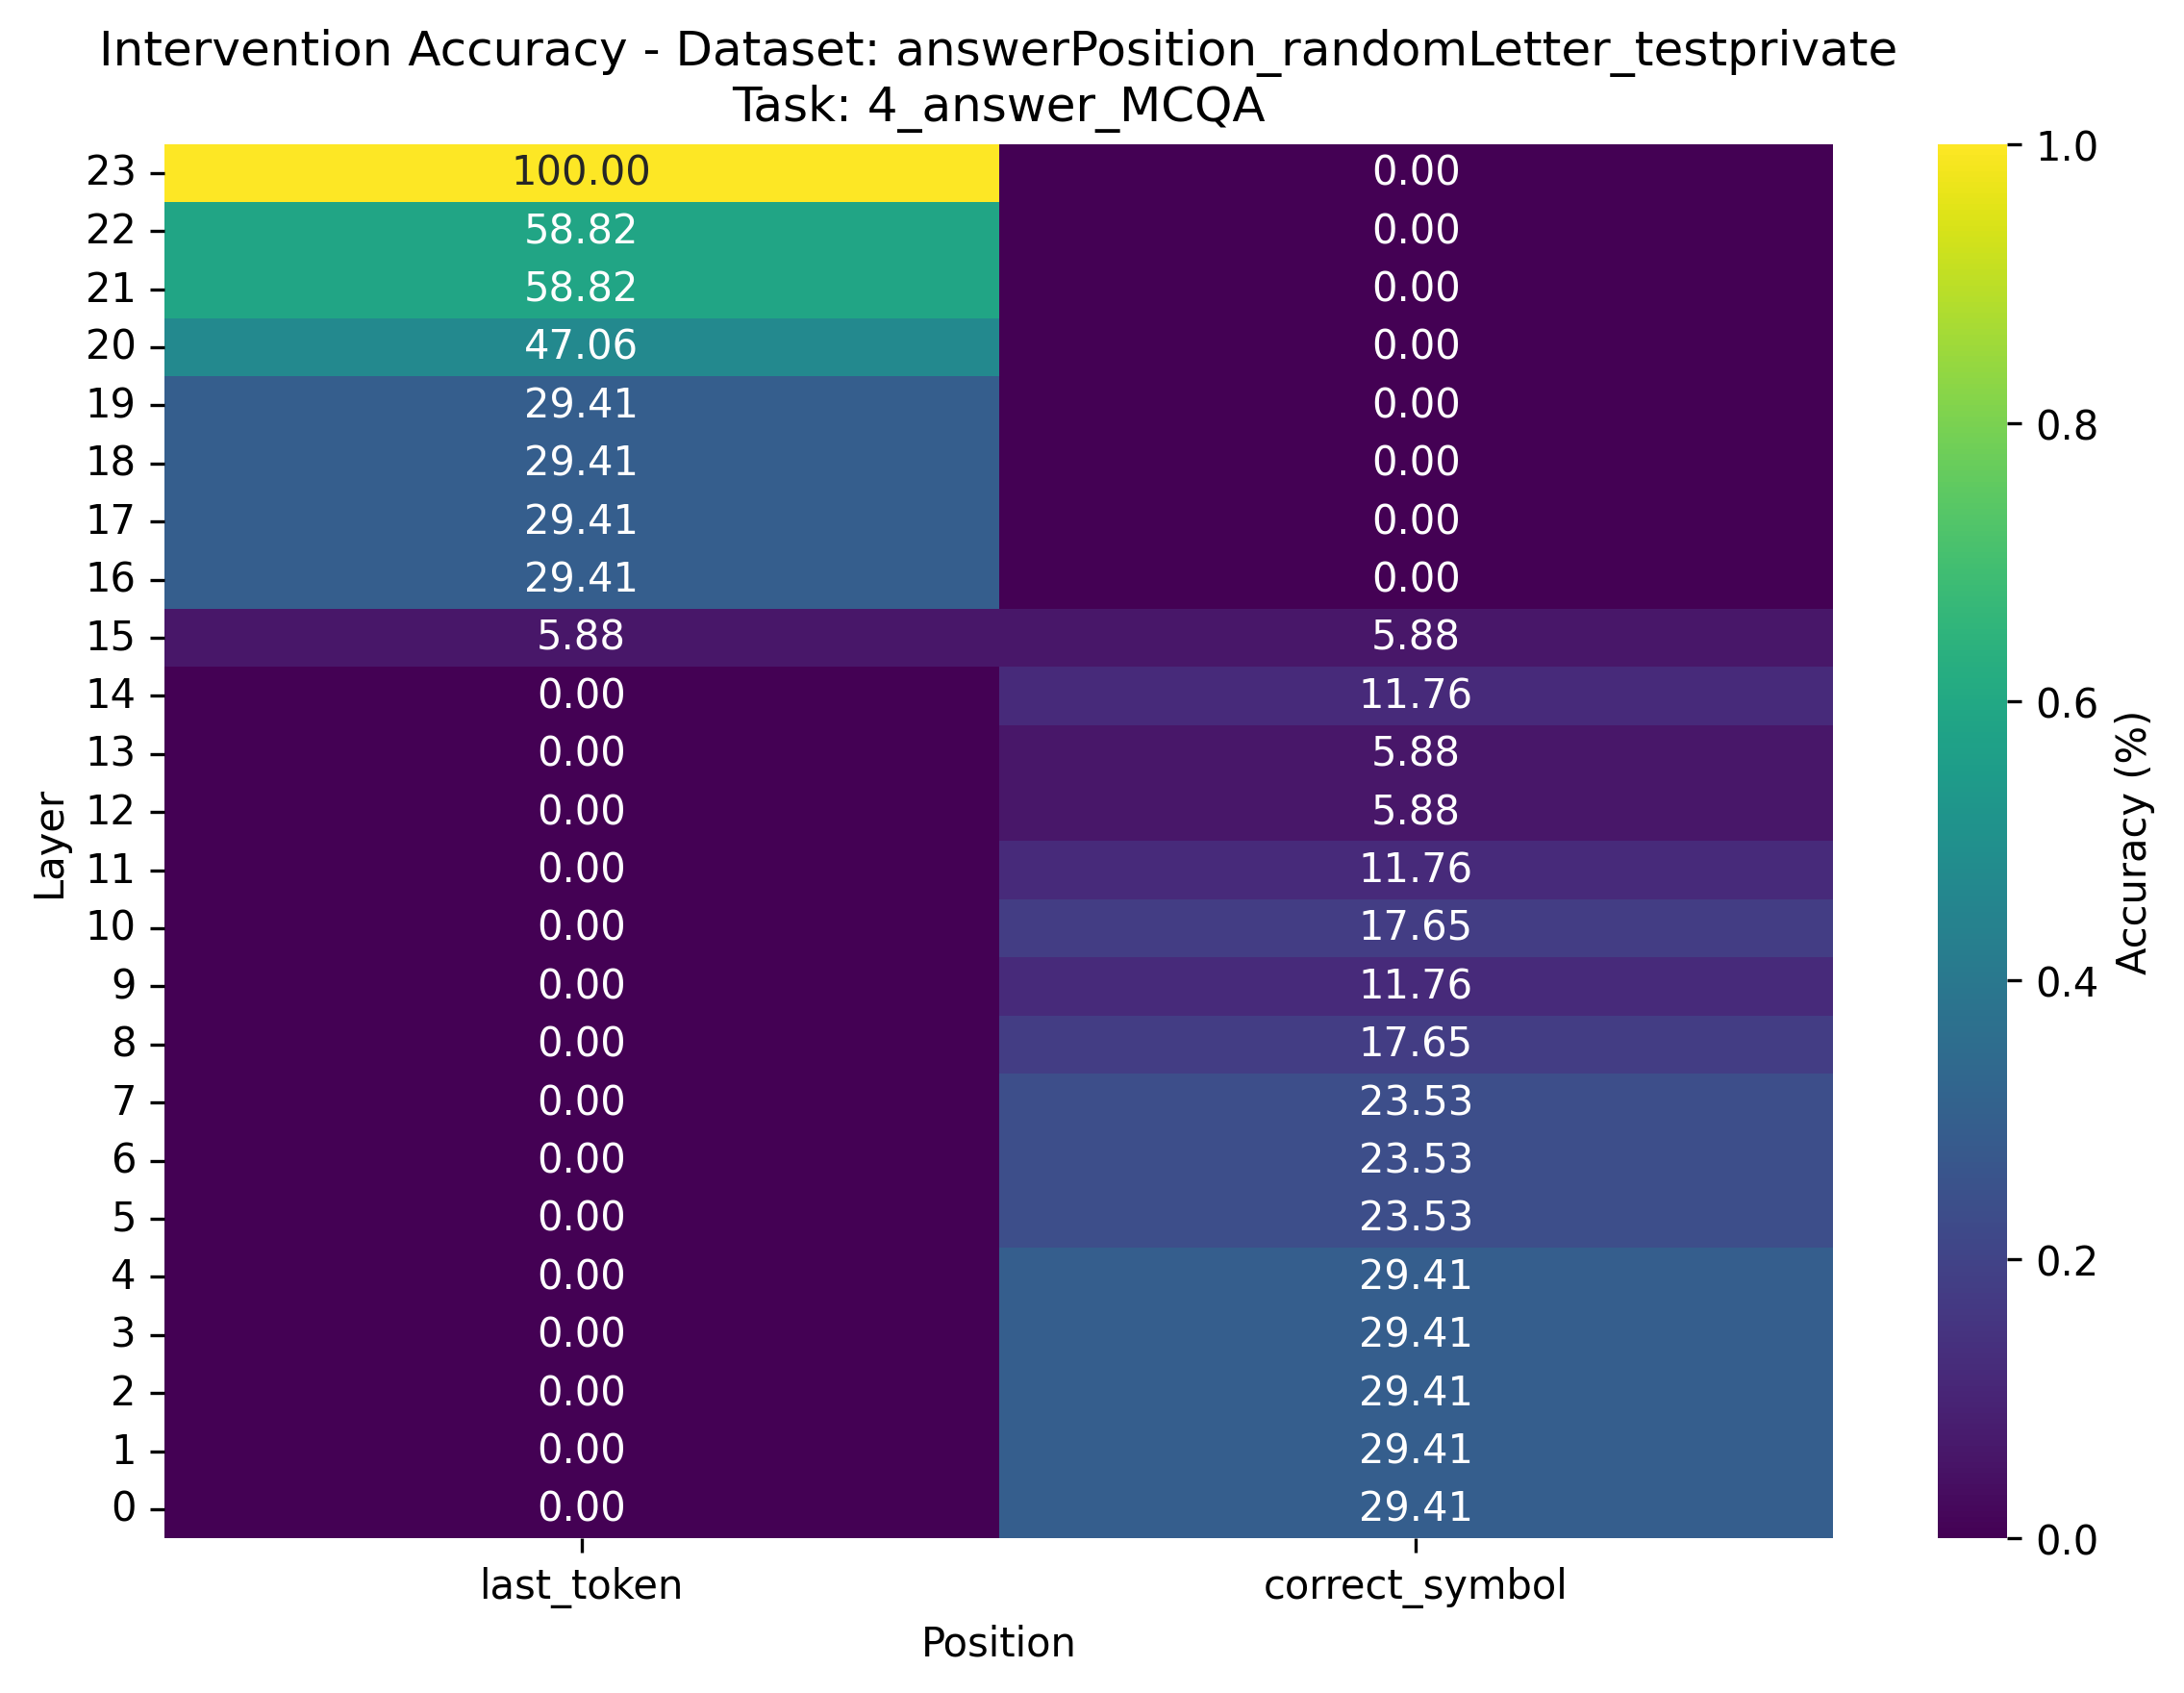 Intervention Accuracy - Dataset: answerPosition_randomLetter_testprivate
Task: 4_answer_MCQA
23 100.00 0.00
22 58.82 0.00
21 58.82 0.00
20 47.06 0.00
19 29.41 0.00
18 29.41 0.00
17 29.41 0.00
16 29.41 0.00
15 5.88 5.88
14 0.00 11.76
13 0.00 5.88
12 0.00 5.88
11 0.00 11.76
10 0.00 17.65
9 0.00 11.76
8 0.00 17.65
7 0.00 23.53
6 0.00 23.53
5 0.00 23.53
4 0.00 29.41
3 0.00 29.41
2 0.00 29.41
1 0.00 29.41
0 0.00 29.41
last_token correct_symbol
Position
Layer
1.0
0.8
0.6
0.4
0.2
0.0
Accuracy (%)